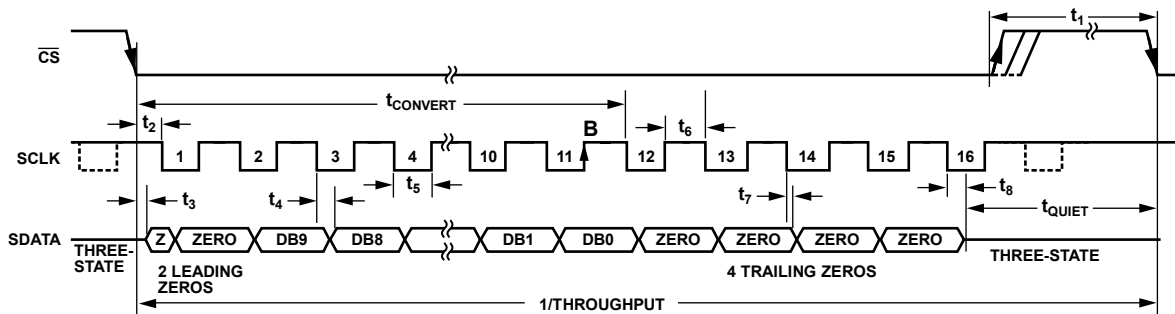 t1
CS
tCONVERT
t2
B
t6
SCLK
1 2 3 4 10 11 12 13 14 15 16
t3 t4 t5 t7 t8
tQUIET
SDATA
Z ZERO DB9 DB8 DB1 DB0 ZERO ZERO ZERO ZERO
THREE-
STATE
2 LEADING
ZEROS
4 TRAILING ZEROS
THREE-STATE
1/THROUGHPUT